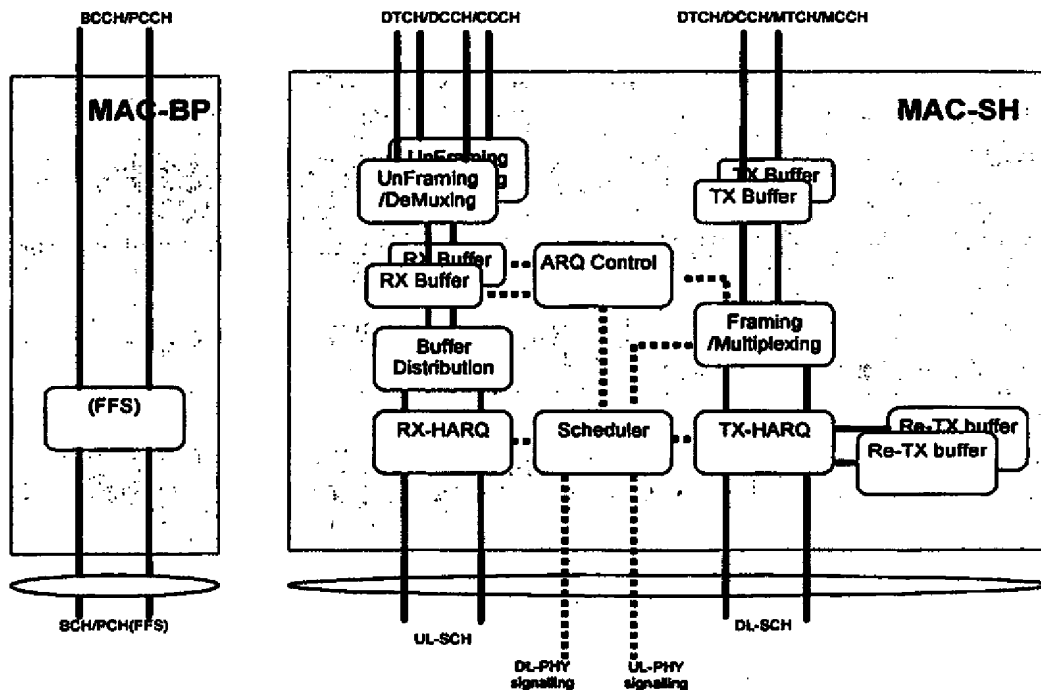 BCCH/PCCH
DTCH/DCCH/CCCH
DTCH/DCCH/MTCH/MCCH
MAC-BP
MAC-SH
UnFraming
UnFraming
/DeMuxing
TX Buffer
TX Buffer
RX Buffer
RX Buffer
ARQ Control
Framing
/Multiplexing
Buffer
Distribution
(FFS)
RX-HARQ
Scheduler
TX-HARQ
Re-TX buffer
Re-TX buffer
BCH/PCH(FFS)
UL-SCH
DL-SCH
DL-PHY
signalling
UL-PHY
signalling